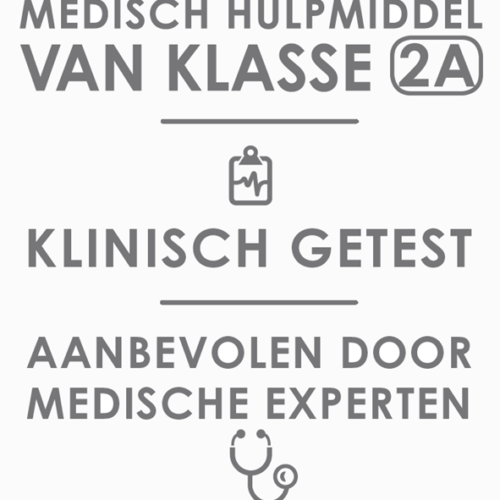 MEDISCH HULPMIDDEL
VAN KLASSE 2A
KLINISCH GETEST
AANBEVOLEN DOOR
MEDISCHE EXPERTEN